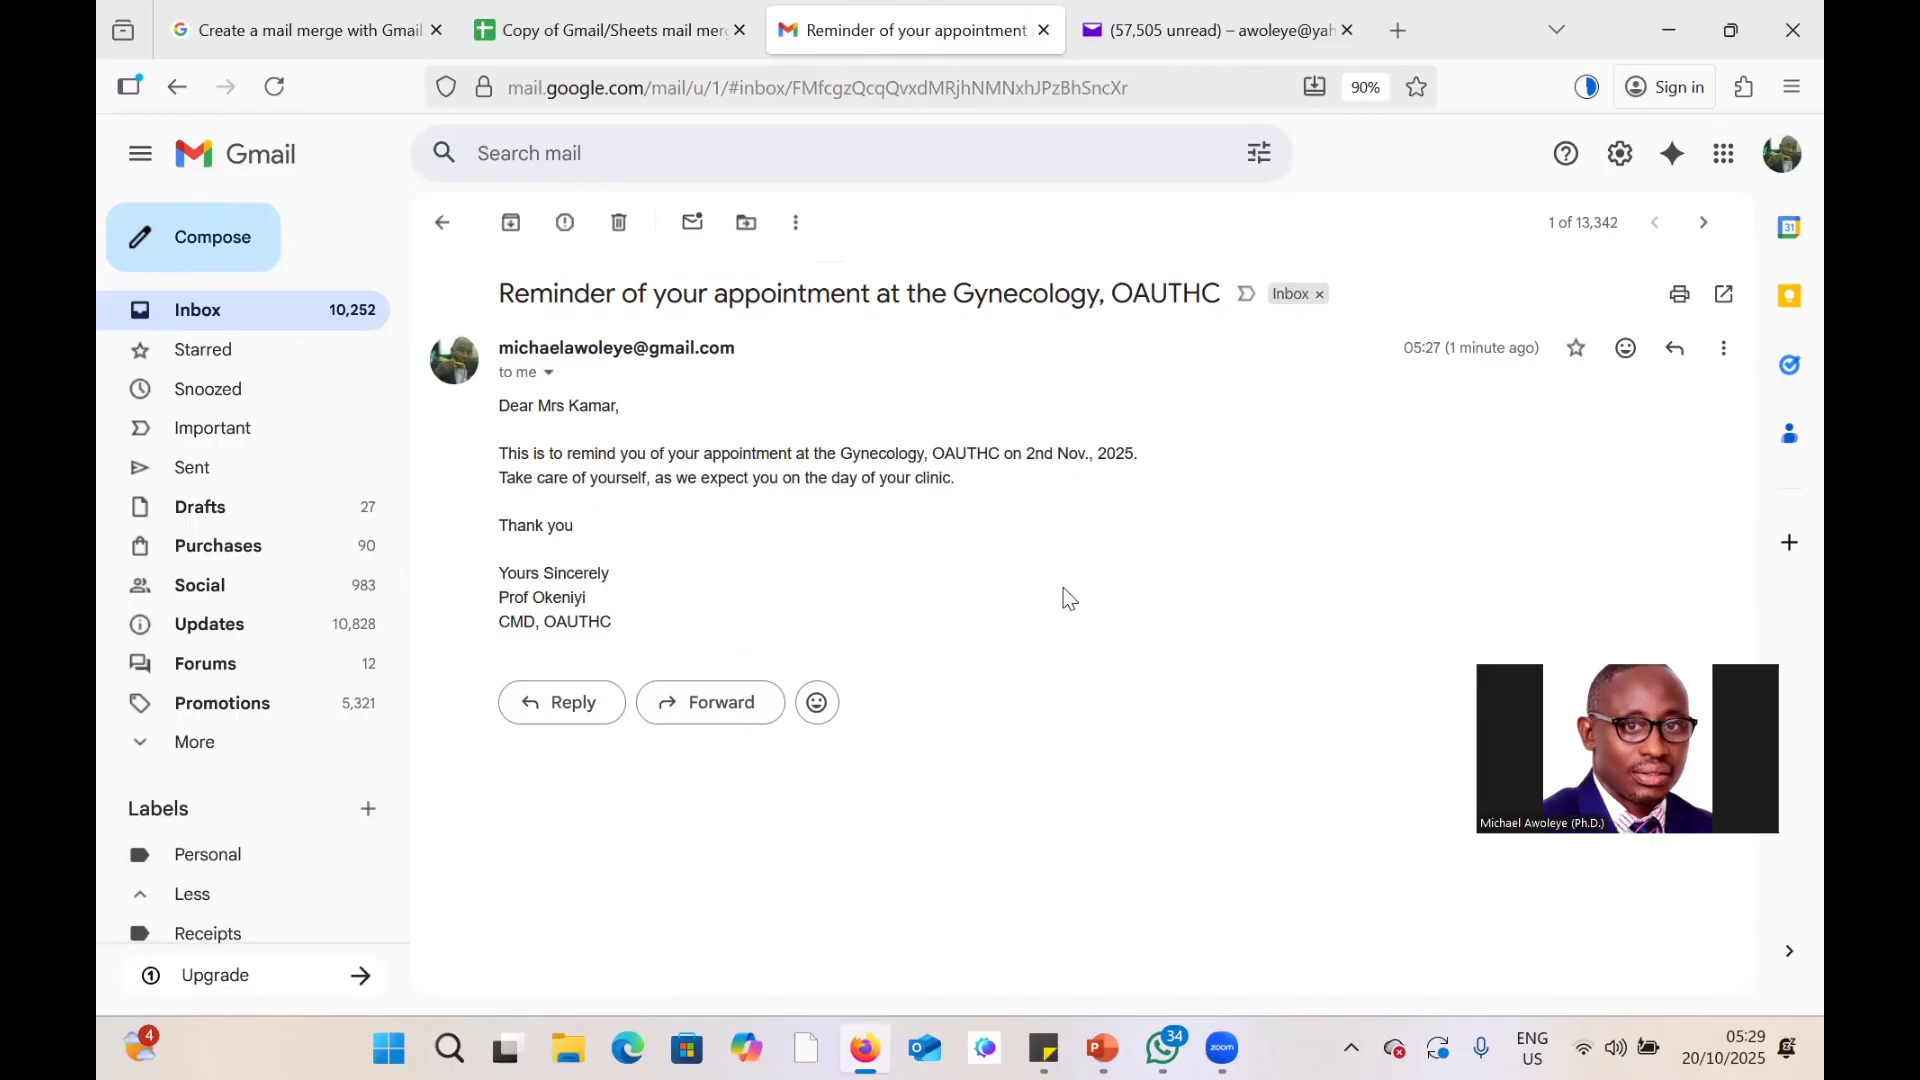 Create a mail merge with Gmail
Copy of Gmail/Sheets mail mer
Reminder of your appointment
(57,505 unread) – awoleye@yah
mail.google.com/mail/u/1/#inbox/FMfcgzQcqQvxdMRjhNMNxhJPzBhSncXr
90%
Sign in
Gmail
Search mail
Compose
1 of 13,342
31
Reminder of your appointment at the Gynecology, OAUTHC
Inbox ×
Inbox 10,252
michaelawoleye@gmail.com
05:27 (1 minute ago)
Starred
to me
Snoozed
Dear Mrs Kamar,
Important
This is to remind you of your appointment at the Gynecology, OAUTHC on 2nd Nov., 2025.
Sent
Take care of yourself, as we expect you on the day of your clinic.
Drafts 27
Thank you
Purchases 90
Social 983
Yours Sincerely
Prof Okeniyi
Updates 10,828
CMD, OAUTHC
Forums 12
Promotions 5,321
Reply
Forward
More
Labels
Michael Awoleye (Ph.D.)
Personal
Less
Receipts
Upgrade
4
34
zoom
ENG
US
05:29
20/10/2025